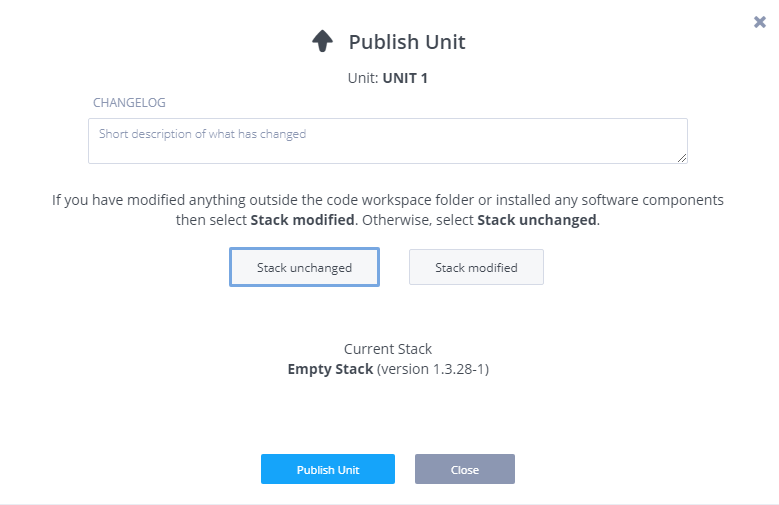 Publish Unit
Unit: UNIT 1
CHANGELOG
Short description of what has changed
If you have modified anything outside the code workspace folder or installed any software components
then select Stack modified. Otherwise, select Stack unchanged.
Stack unchanged
Stack modified
Current Stack
Empty Stack (version 1.3.28-1)
Publish Unit
Close